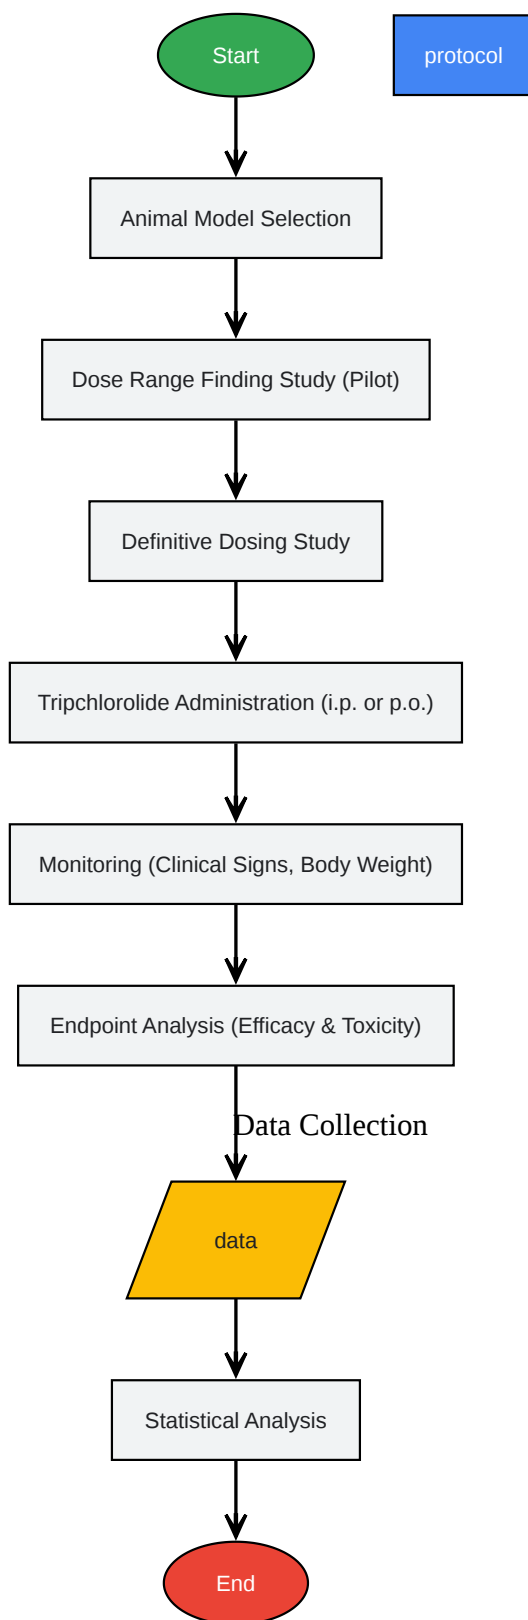 Start
protocol
Animal Model Selection
Dose Range Finding Study (Pilot)
Definitive Dosing Study
Tripchlorolide Administration (i.p. or p.o.)
Monitoring (Clinical Signs, Body Weight)
Endpoint Analysis (Efficacy & Toxicity)
Data Collection
data
Statistical Analysis
End